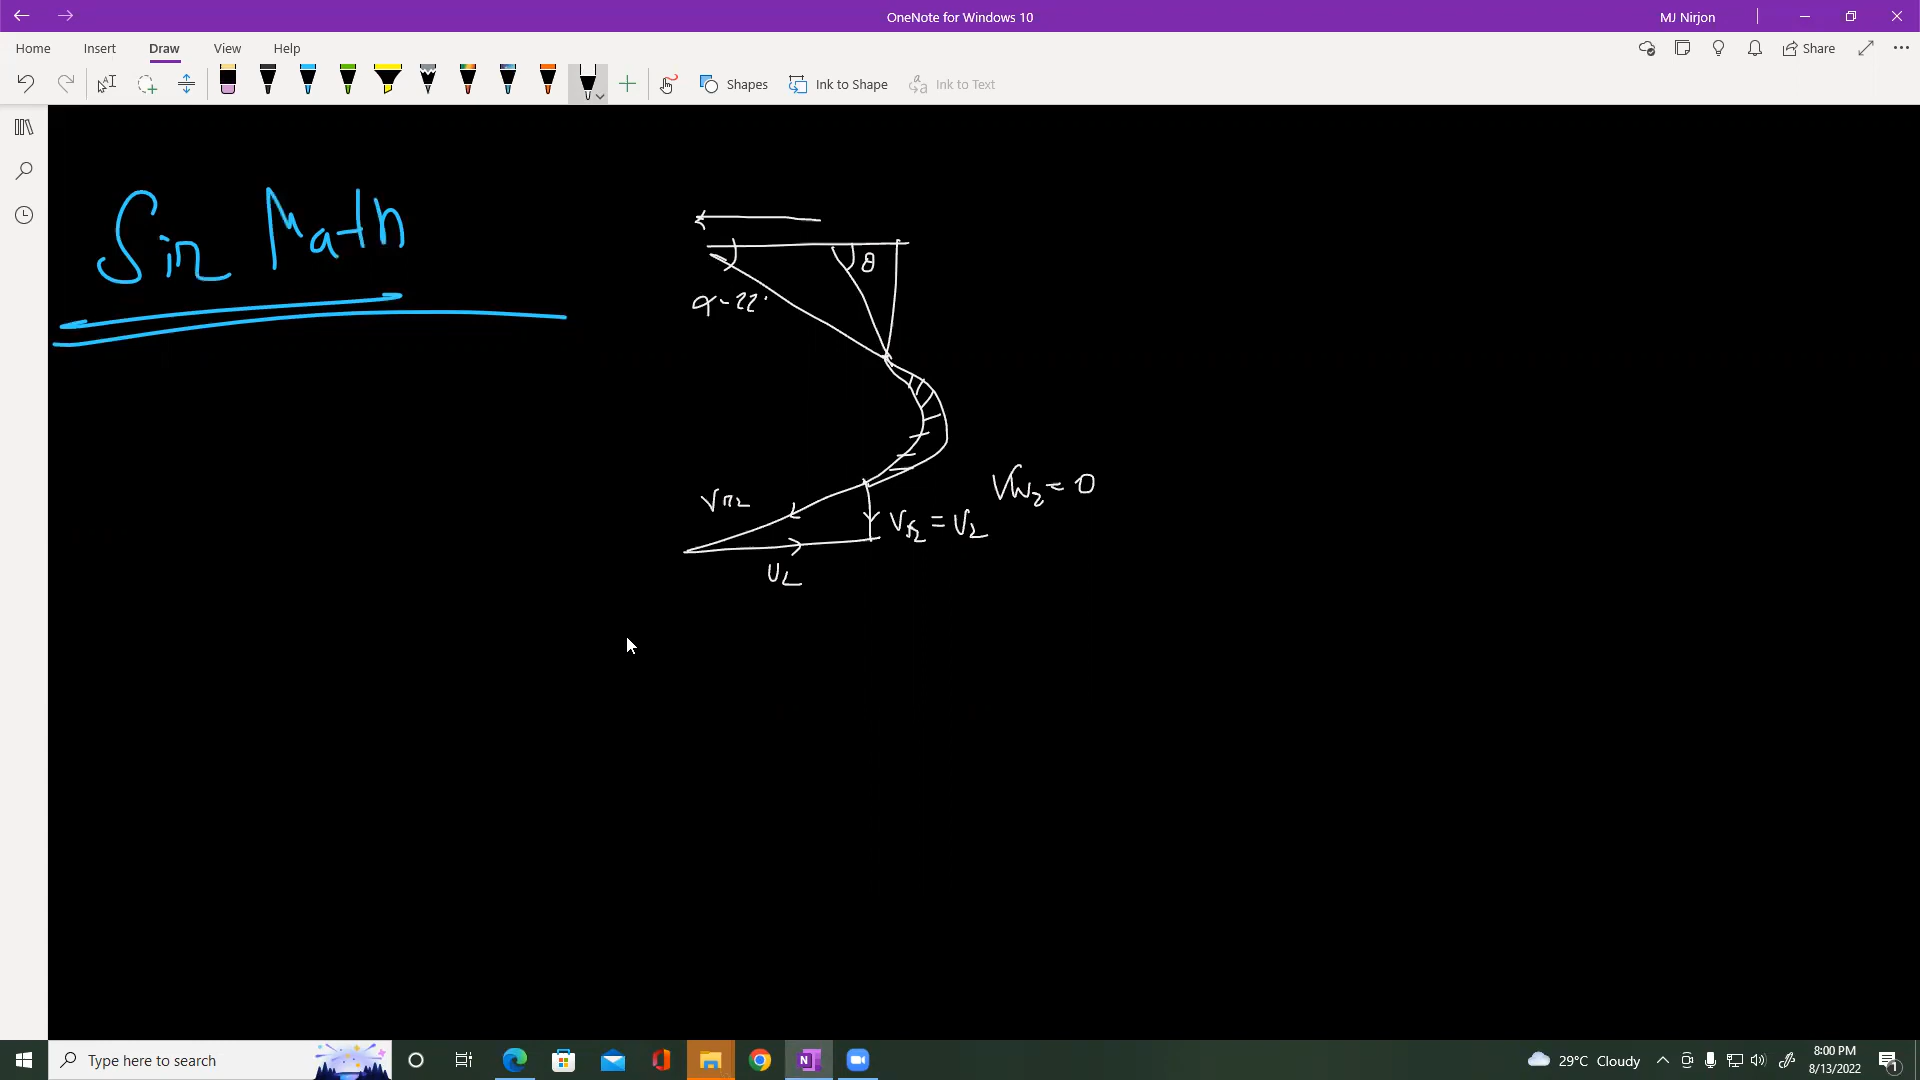 OneNote for Windows 10
MJ Nirjon
Home Insert Draw View Help
Share
Shapes
Ink to Shape
Ink to Text
Sir Math
θ
α-22°
Vr2
Vf2 = V2
Vw2 = 0
U2
Type here to search
29°C Cloudy
8:00 PM
8/13/2022
1